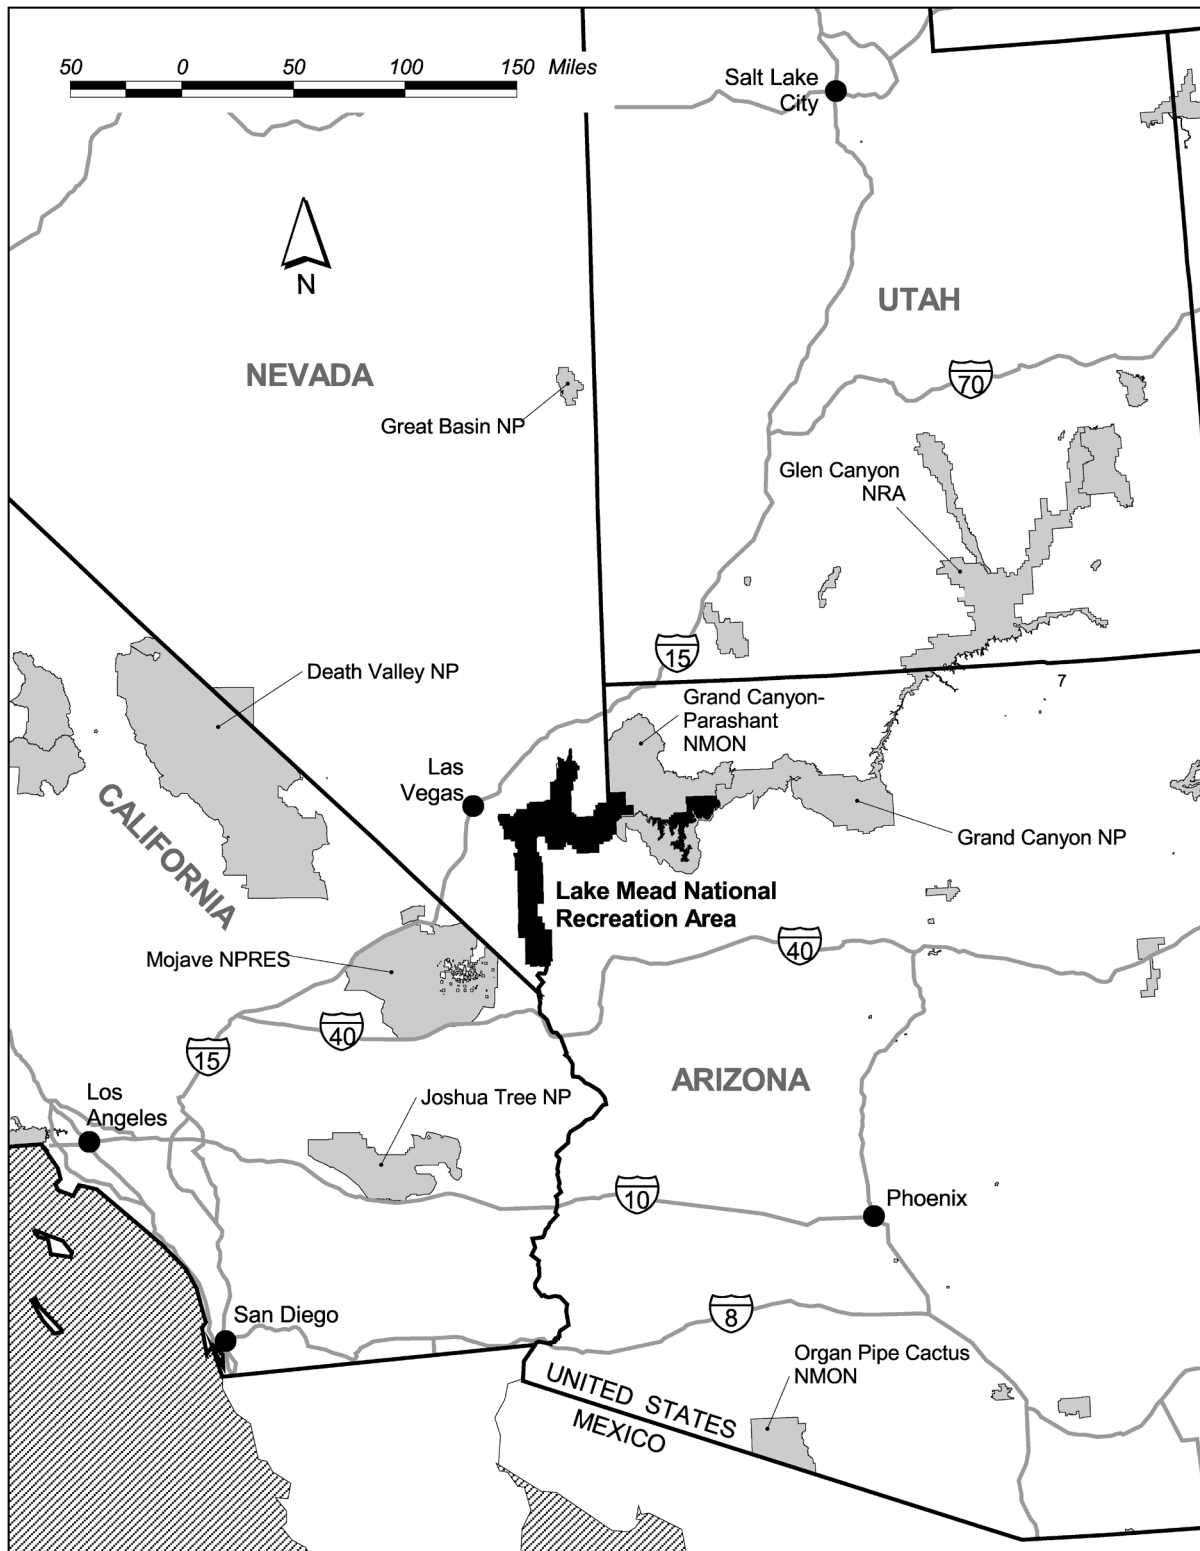 50 0 50 100 150 Miles
Salt Lake
City
N
UTAH
NEVADA
70
Great Basin NP
Glen Canyon
NRA
15
Death Valley NP
7
Grand Canyon-
Parashant
NMON
Las
Vegas
CALIFORNIA
Grand Canyon NP
Lake Mead National
Recreation Area
40
Mojave NPRES
40
15
ARIZONA
Los
Angeles
Joshua Tree NP
10
Phoenix
San Diego
8
Organ Pipe Cactus
NMON
UNITED STATES
MEXICO